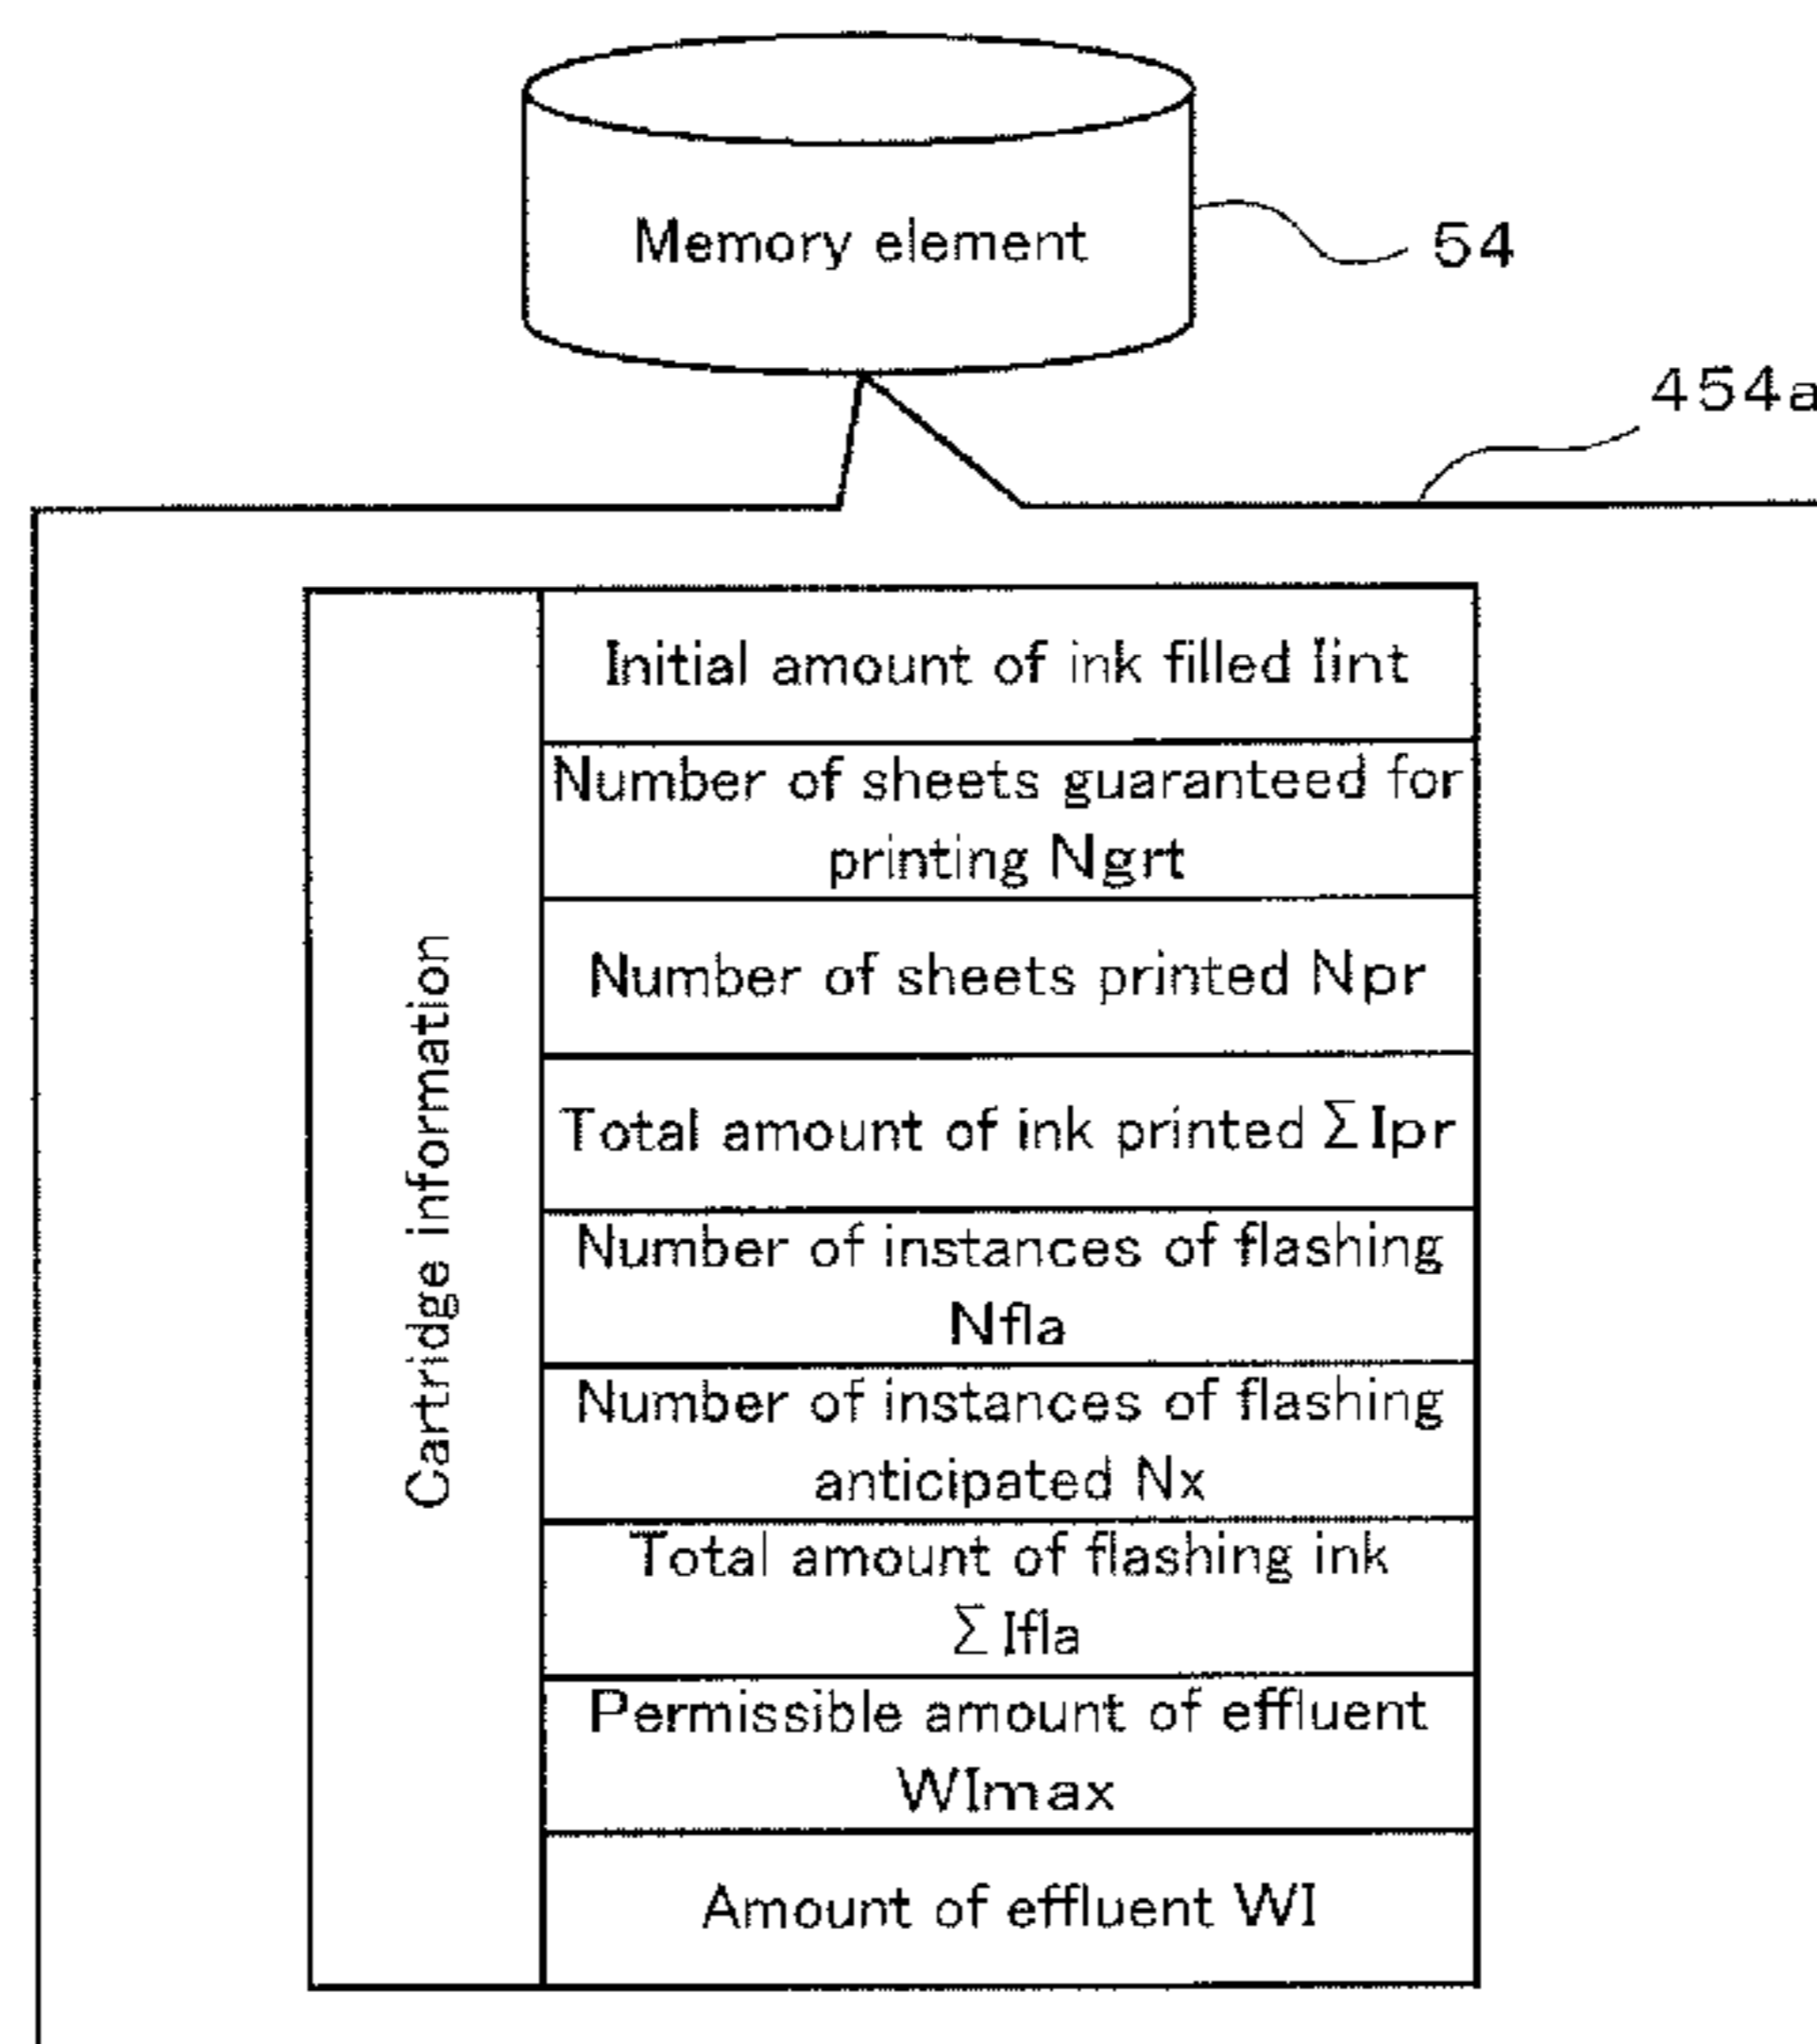 Memory element
54
454a
Cartridge information
Initial amount of ink filled Iint
Number of sheets guaranteed for
printing Ngrt
Number of sheets printed Npr
Total amount of ink printed ΣIpr
Number of instances of flashing
Nfla
Number of instances of flashing
anticipated Nx
Total amount of flashing ink
ΣIfla
Permissible amount of effluent
WImax
Amount of effluent WI